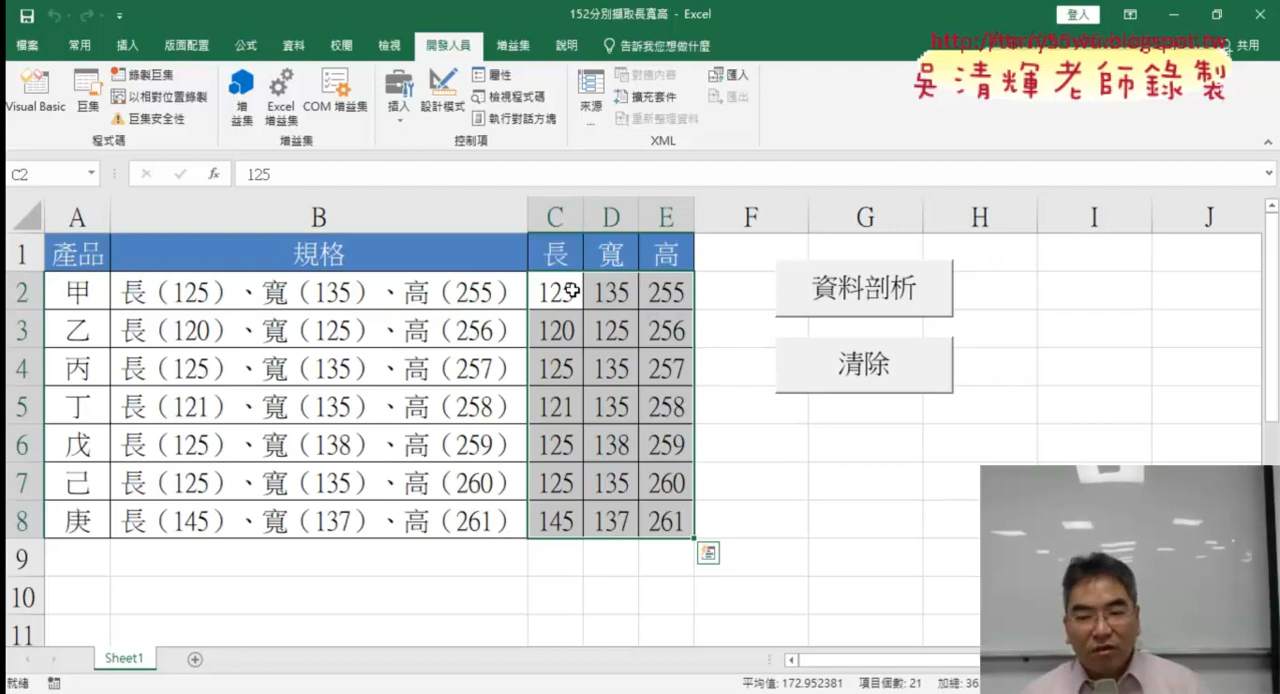 152分別擷取長寬高 - Excel
登入
檔案 常用 插入 版面配置 公式 資料 校閱 檢視 開發人員 增益集 說明 告訴我您想做什麼 共用
吳清輝老師錄製
Visual Basic 巨集 錄製巨集 以相對位置錄製 巨集安全性
增益集 Excel 增益集 COM 增益集
插入 設計模式 屬性 檢視程式碼 執行對話方塊
來源... 對應內容 擴充套件 重新整理資料 匯入 匯出
程式碼 增益集 控制項 XML
C2 fx 125
A B C D E F G H I J
1 產品 規格 長 寬 高
2 甲 長（125）、寬（135）、高（255） 125 135 255
3 乙 長（120）、寬（125）、高（256） 120 125 256
4 丙 長（125）、寬（135）、高（257） 125 135 257
5 丁 長（121）、寬（135）、高（258） 121 135 258
6 戊 長（125）、寬（138）、高（259） 125 138 259
7 己 長（125）、寬（135）、高（260） 125 135 260
8 庚 長（145）、寬（137）、高（261） 145 137 261
9
10
11
資料剖析
清除
Sheet1
就緒 平均值: 172.952381 項目個數: 21 加總: 36